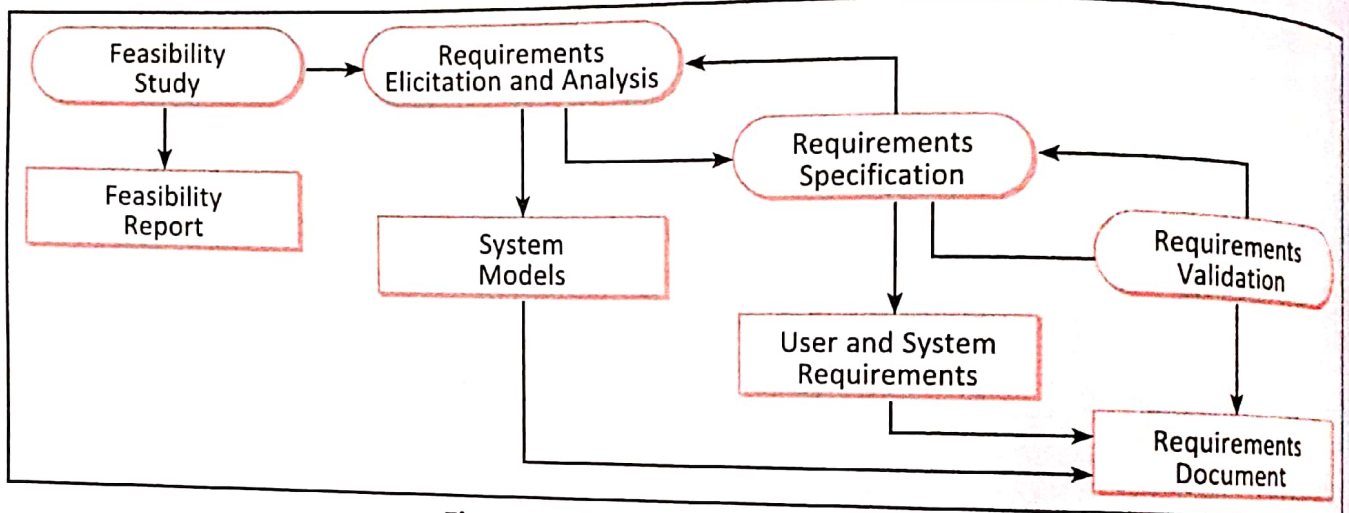 Feasibility
Study
Requirements
Elicitation and Analysis
Requirements
Specification
Feasibility
Report
System
Models
Requirements
Validation
User and System
Requirements
Requirements
Document